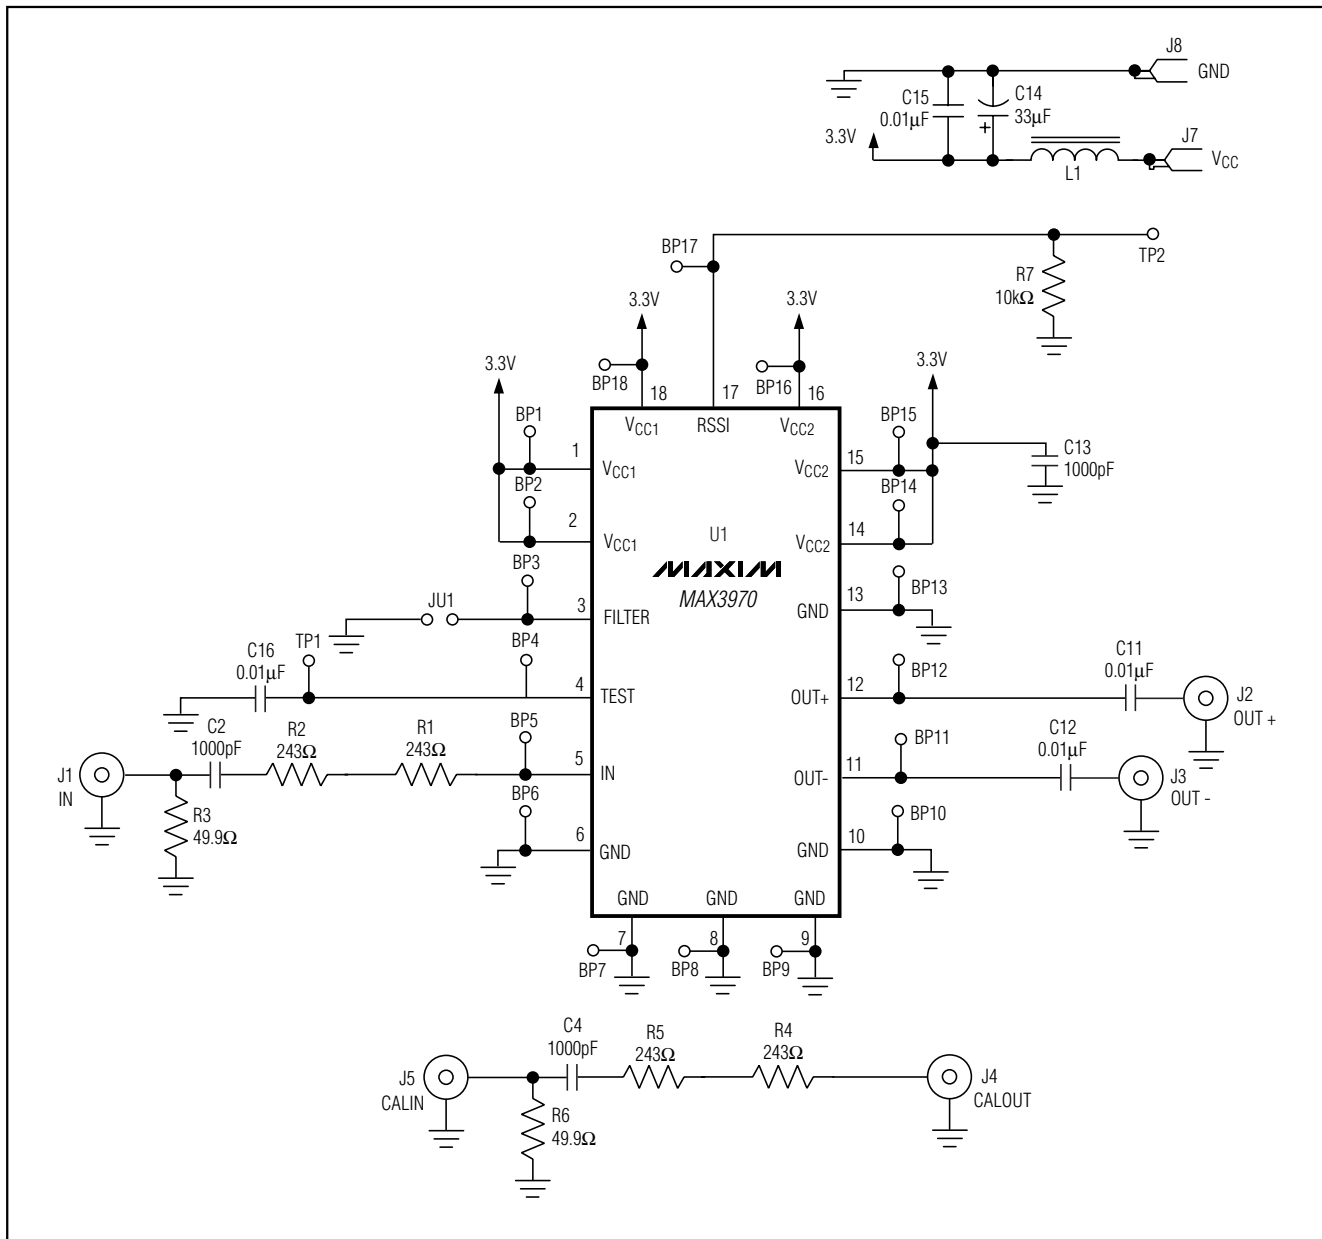 J8
GND
C15
0.01µF
C14
33µF
+
3.3V
L1
J7
VCC
BP17
TP2
R7
10kΩ
3.3V
3.3V
3.3V
3.3V
BP18
18
17
BP16
16
BP1
VCC1
RSSI
VCC2
BP15
1
VCC1
VCC2
15
C13
1000pF
BP2
BP14
2
VCC1
U1
VCC2
14
MAXIM
MAX3970
BP3
BP13
JU1
3
FILTER
GND
13
C16
0.01µF
TP1
BP4
BP12
C11
0.01µF
4
TEST
OUT+
12
J2
OUT +
C2
1000pF
R2
243Ω
R1
243Ω
BP5
BP11
C12
0.01µF
J1
IN
5
IN
OUT-
11
J3
OUT -
R3
49.9Ω
BP6
BP10
6
GND
GND
10
GND
GND
GND
7
8
9
BP7
BP8
BP9
C4
1000pF
R5
243Ω
R4
243Ω
J5
CALIN
J4
CALOUT
R6
49.9Ω